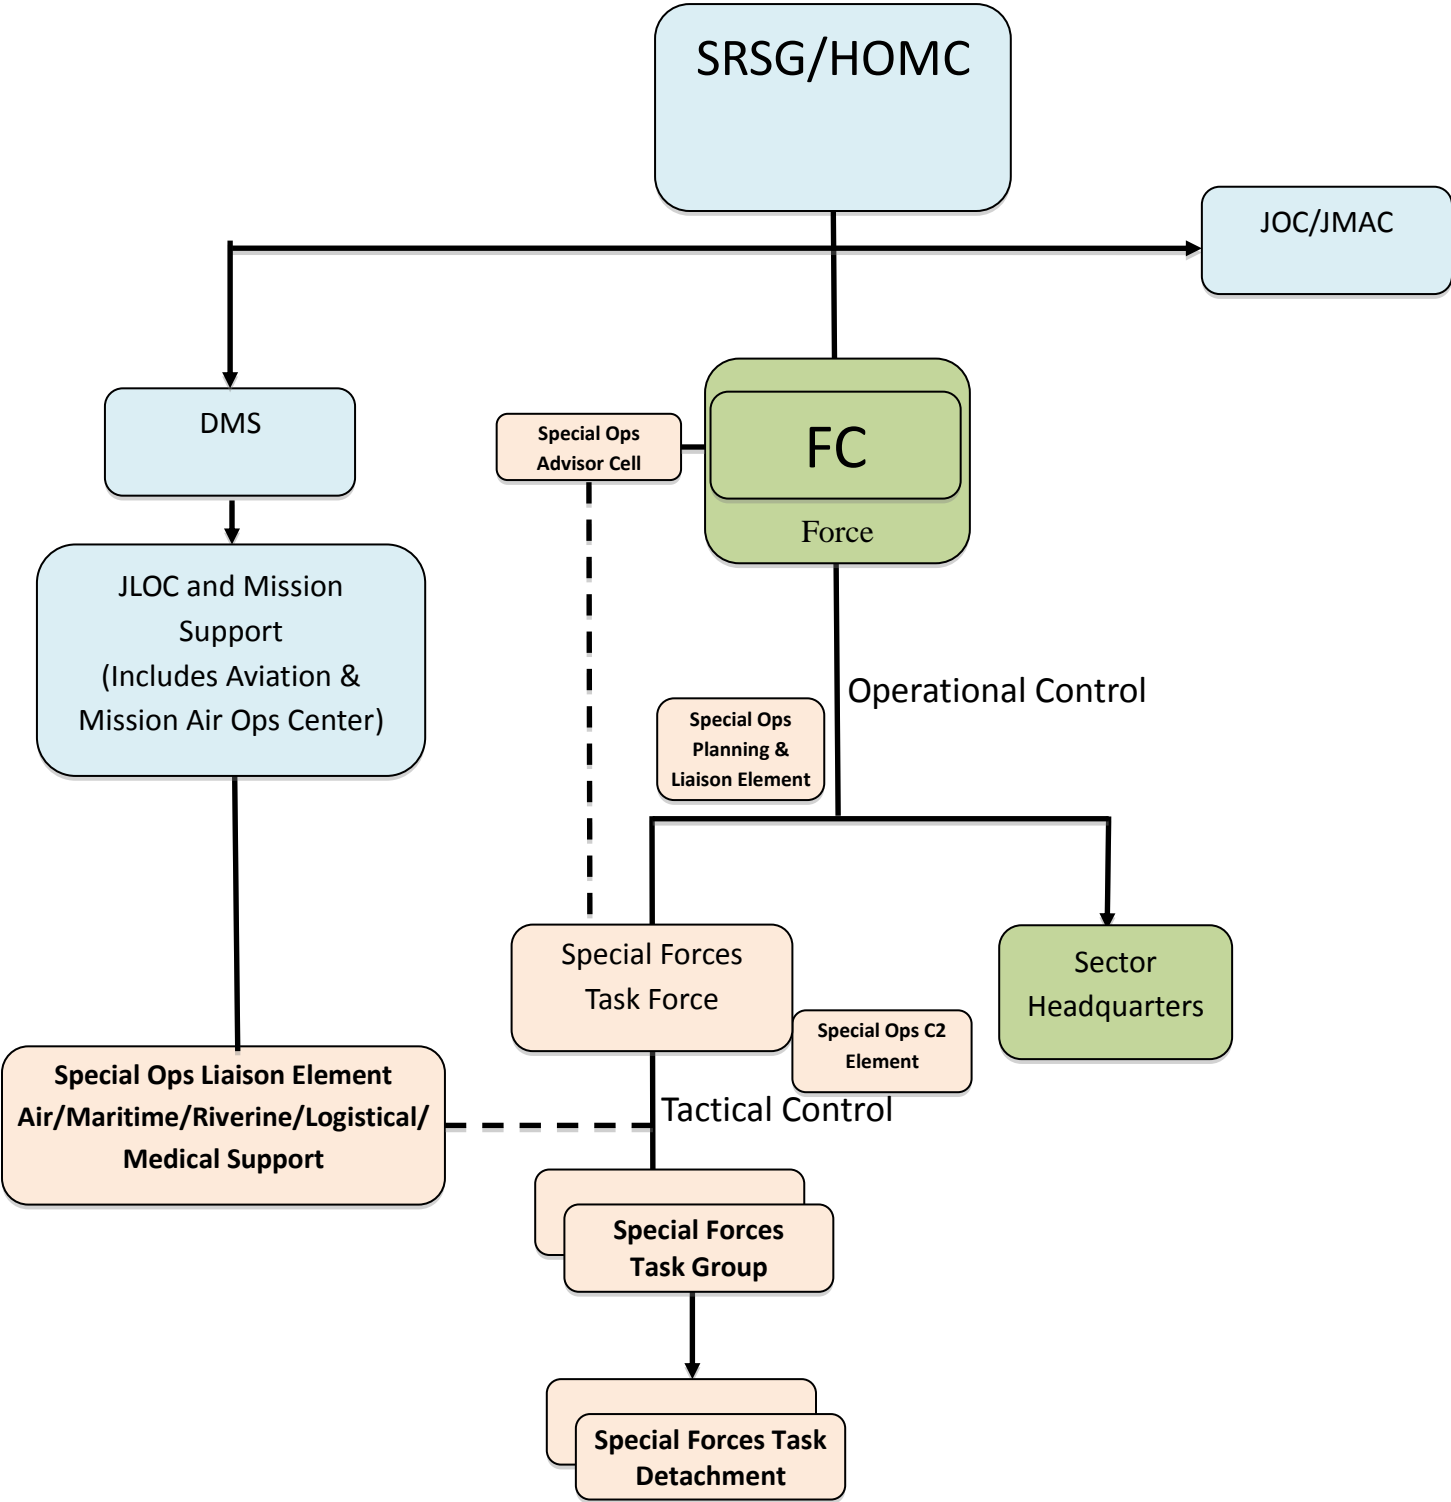 SRSG/HOMC
JOC/JMAC
DMS
Special Ops
Advisor Cell
FC
Force
JLOC and Mission
Support
(Includes Aviation &
Mission Air Ops Center)
Operational Control
Special Ops
Planning &
Liaison Element
Special Forces
Task Force
Sector
Headquarters
Special Ops C2
Element
Special Ops Liaison Element
Air/Maritime/Riverine/Logistical/
Medical Support
Tactical Control
Special Forces
Task Group
Special Forces Task
Detachment